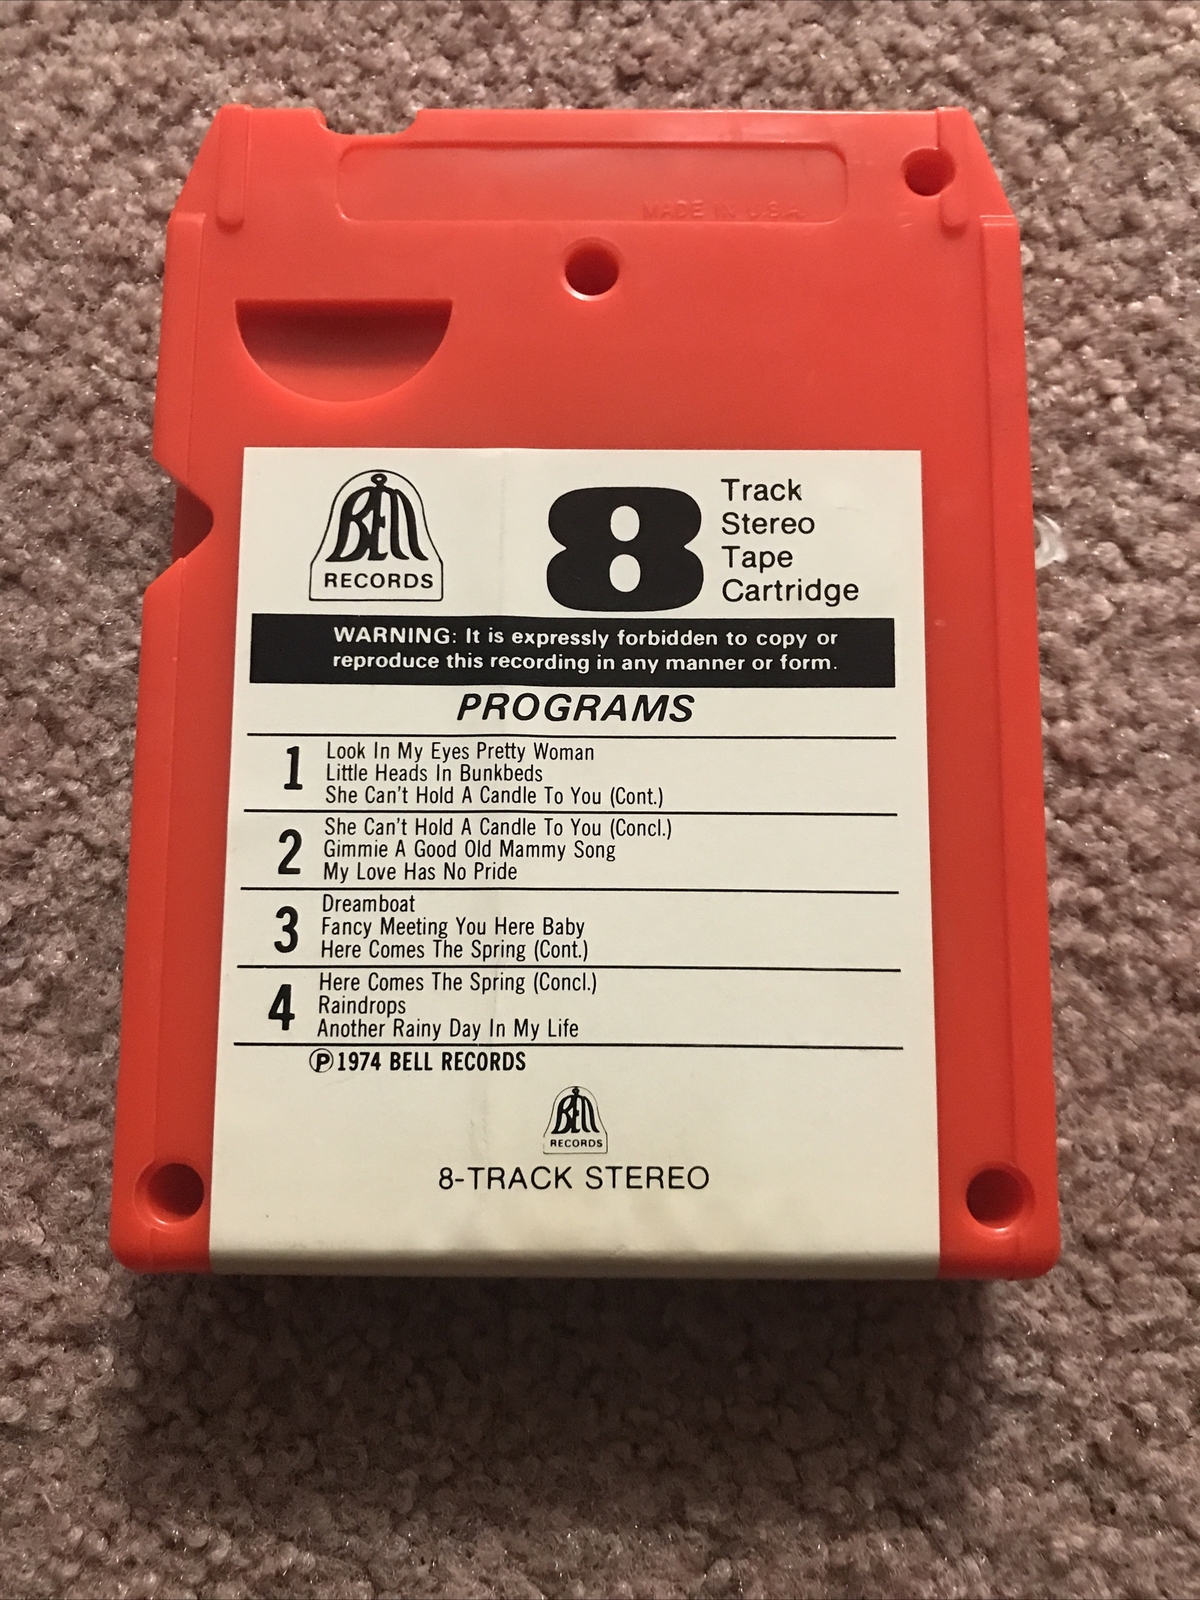 MADE IN U.S.A.
BELL
RECORDS
8
Track
Stereo
Tape
Cartridge
WARNING: It is expressly forbidden to copy or
reproduce this recording in any manner or form.
PROGRAMS
1
Look In My Eyes Pretty Woman
Little Heads In Bunkbeds
She Can't Hold A Candle To You (Cont.)
2
She Can't Hold A Candle To You (Concl.)
Gimmie A Good Old Mammy Song
My Love Has No Pride
3
Dreamboat
Fancy Meeting You Here Baby
Here Comes The Spring (Cont.)
4
Here Comes The Spring (Concl.)
Raindrops
Another Rainy Day In My Life
Ⓟ1974 BELL RECORDS
BELL
RECORDS
8-TRACK STEREO